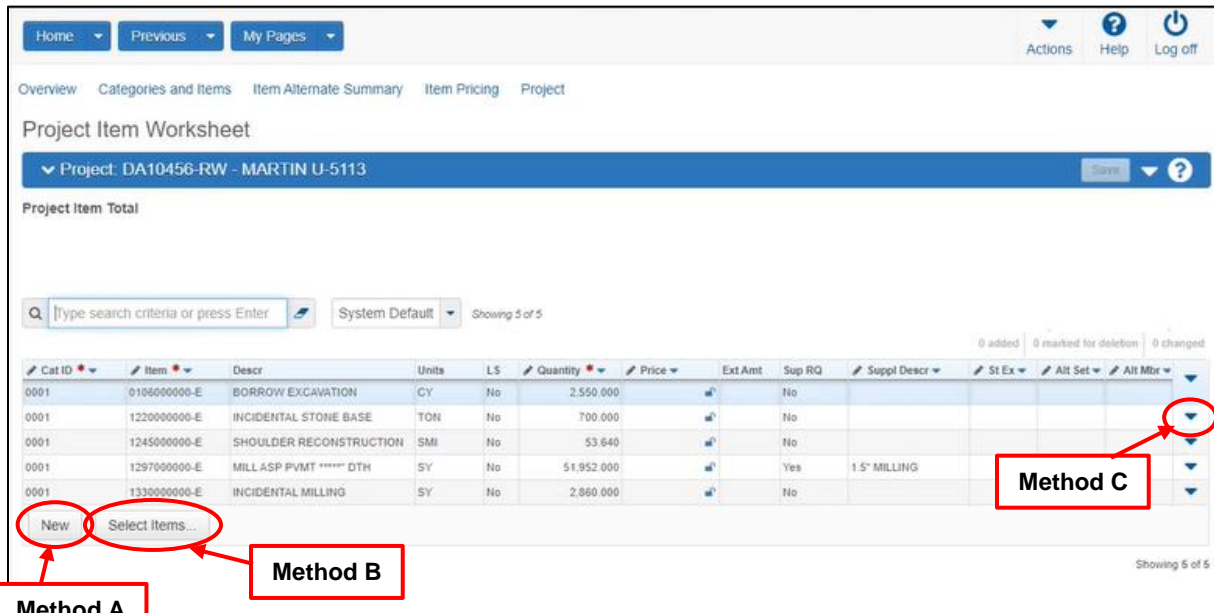 Home Previous My Pages Actions Help Log off
Overview Categories and Items Item Alternate Summary Item Pricing Project
Project Item Worksheet
Project: DA10456-RW - MARTIN U-5113 Save
Project Item Total
Type search criteria or press Enter System Default Showing 5 of 5
0 added 0 marked for deletion 0 changed
Cat ID * Item * Descr Units LS Quantity * Price Ext Amt Sup RQ Suppl Descr St Ex Alt Set Alt Mbr
0001 0106000000-E BORROW EXCAVATION CY No 2,550.000 No
0001 1220000000-E INCIDENTAL STONE BASE TON No 700.000 No
0001 1245000000-E SHOULDER RECONSTRUCTION SMI No 53.640 No
0001 1297000000-E MILL ASP PVMT ****** DTH SY No 51,952.000 Yes 1.5" MILLING
0001 1330000000-E INCIDENTAL MILLING SY No 2,860.000 No
Method C
New Select Items...
Method B
Showing 5 of 5
Method A